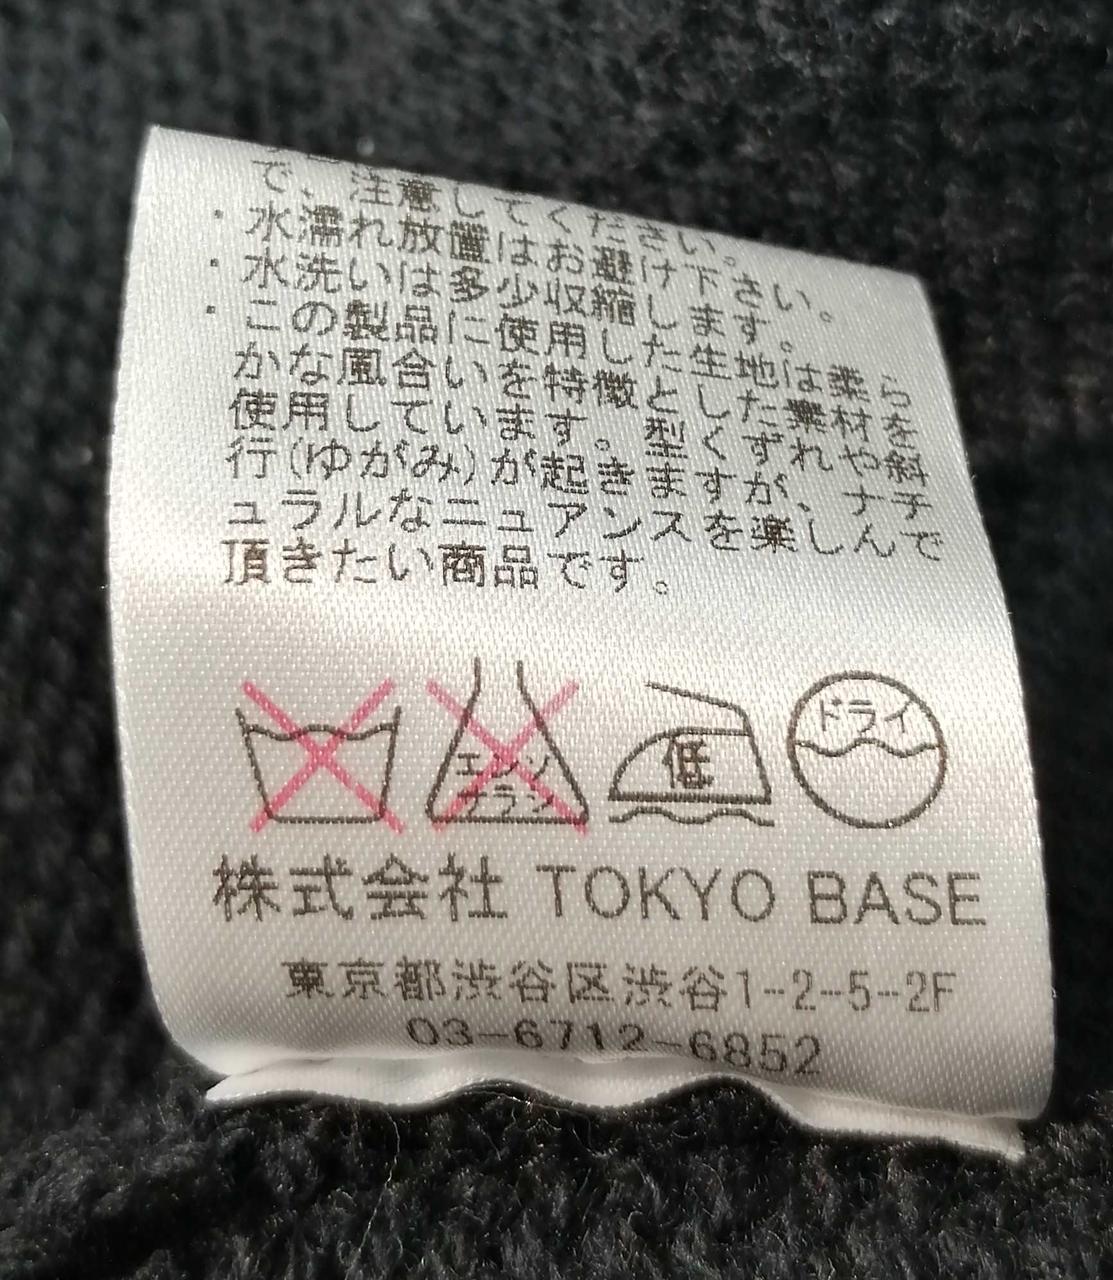 で、注意してください。
・水濡れ放置はお避け下さい。
・水洗いは多少収縮します。
・この製品に使用した生地は柔ら
かな風合いを特徴とした素材を
使用しています。型くずれや斜
行(ゆがみ)が起きますが、ナチ
ュラルなニュアンスを楽しんで
頂きたい商品です。
エンソ
サラシ
低
ドライ
株式会社 TOKYO BASE
東京都渋谷区渋谷1-2-5-2F
03-6712-6852